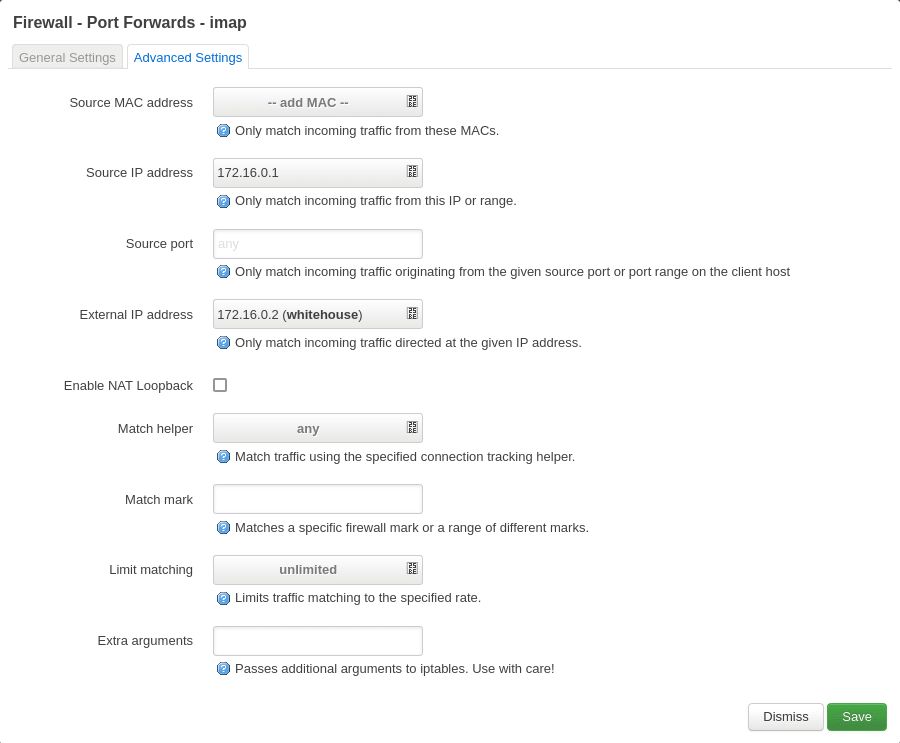 Firewall - Port Forwards - imap
General Settings Advanced Settings
Source MAC address -- add MAC --
Only match incoming traffic from these MACs.
Source IP address 172.16.0.1
Only match incoming traffic from this IP or range.
Source port any
Only match incoming traffic originating from the given source port or port range on the client host
External IP address 172.16.0.2 (whitehouse)
Only match incoming traffic directed at the given IP address.
Enable NAT Loopback
Match helper any
Match traffic using the specified connection tracking helper.
Match mark
Matches a specific firewall mark or a range of different marks.
Limit matching unlimited
Limits traffic matching to the specified rate.
Extra arguments
Passes additional arguments to iptables. Use with care!
Dismiss Save